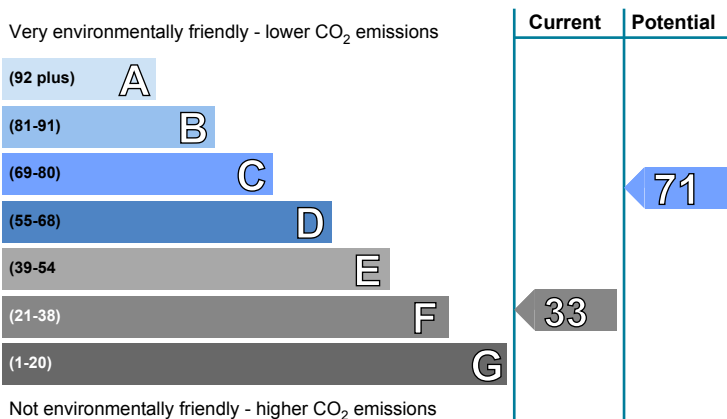 Current Potential
Very environmentally friendly - lower CO2 emissions
(92 plus) A
(81-91) B
(69-80) C
71
(55-68) D
(39-54 E
(21-38) F
33
(1-20) G
Not environmentally friendly - higher CO2 emissions